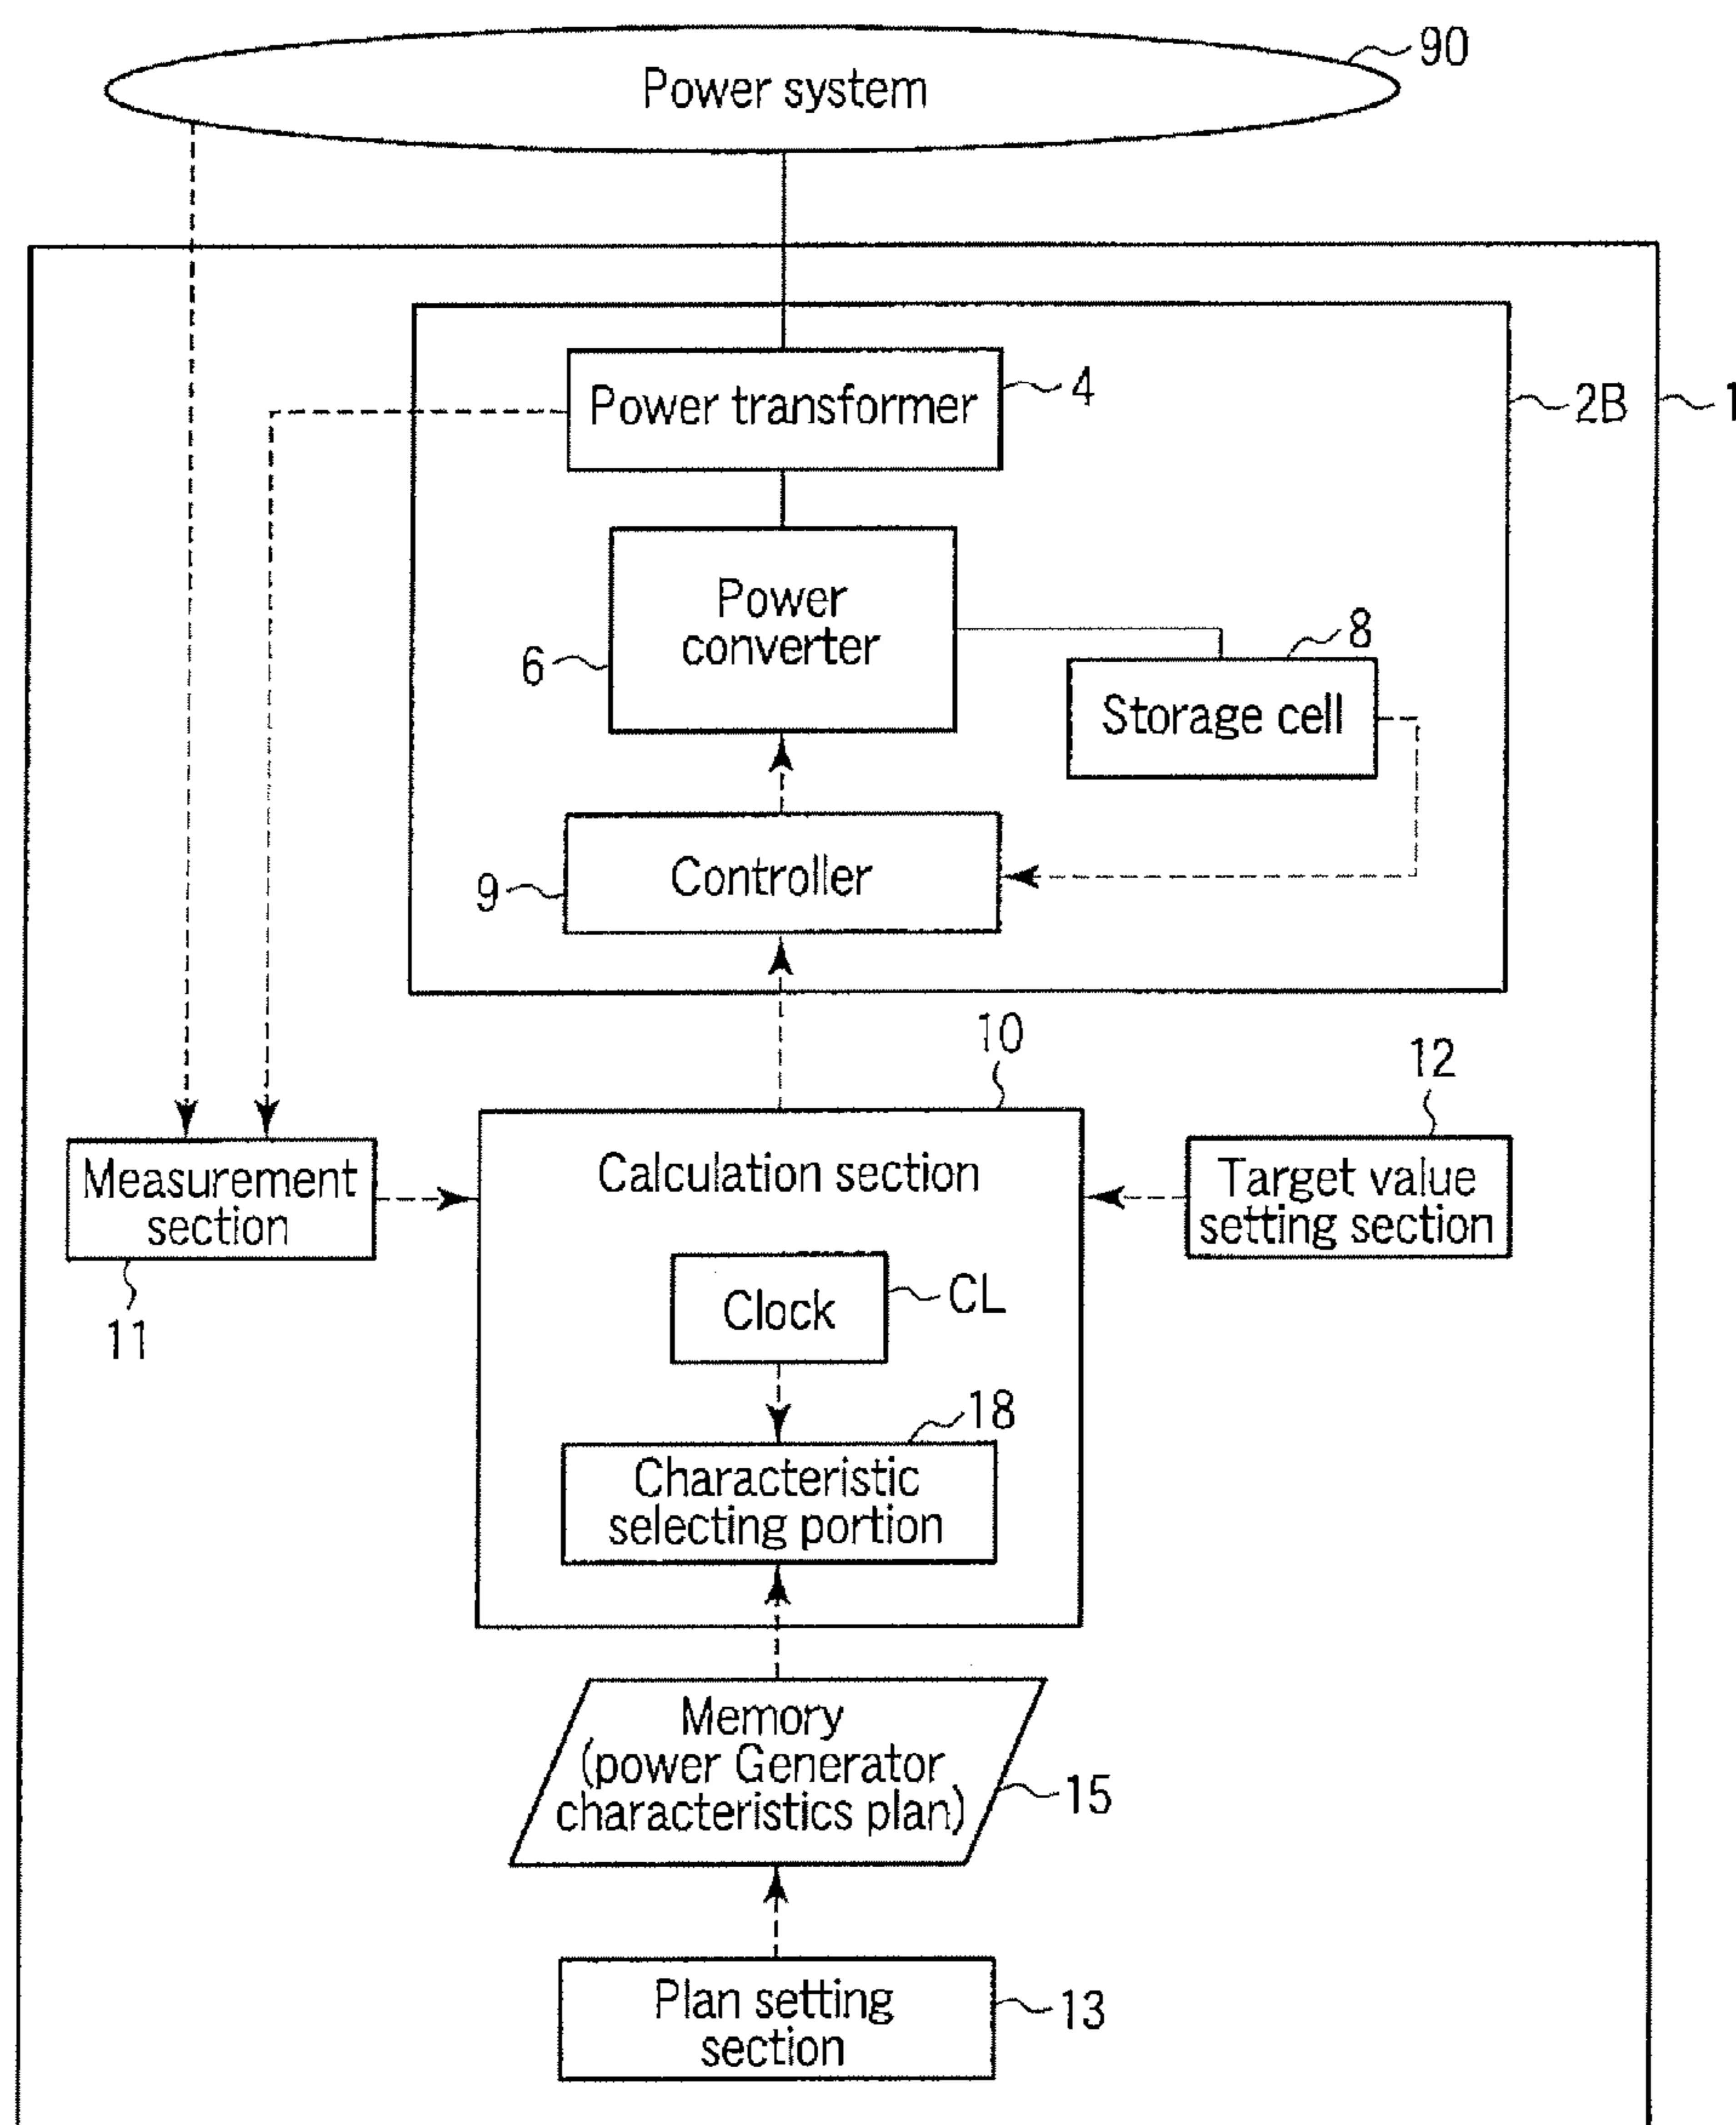 90
Power system
Power transformer
4
2B
1
Power
converter
6
8
Storage cell
Controller
9
10
12
Measurement
section
11
Calculation section
Target value
setting section
Clock
CL
18
Characteristic
selecting portion
Memory
(power Generator
characteristics plan)
15
Plan setting
section
13